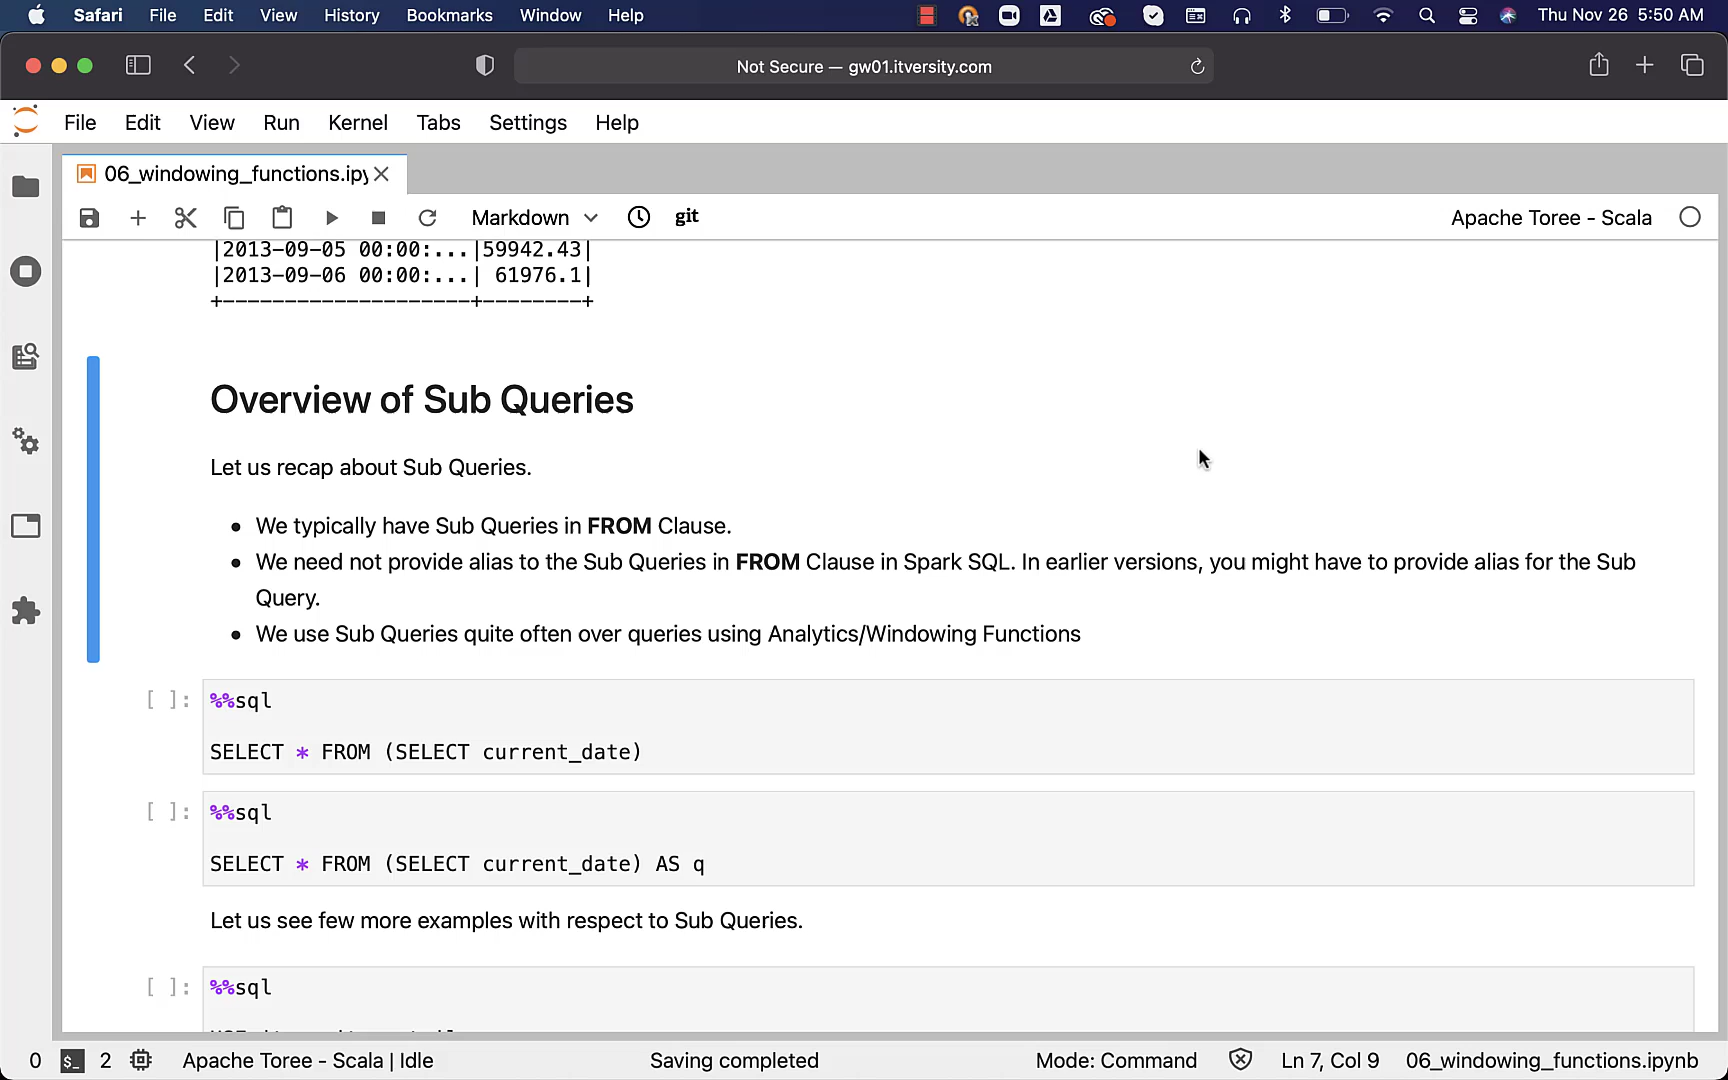 Safari File Edit View History Bookmarks Window Help Thu Nov 26 5:50 AM
Not Secure — gw01.itversity.com
File Edit View Run Kernel Tabs Settings Help
06_windowing_functions.ipy
Markdown git Apache Toree - Scala
|2013-09-05 00:00:...|59942.43|
|2013-09-06 00:00:...| 61976.1|
+--------------------+--------+
Overview of Sub Queries
Let us recap about Sub Queries.
• We typically have Sub Queries in FROM Clause.
• We need not provide alias to the Sub Queries in FROM Clause in Spark SQL. In earlier versions, you might have to provide alias for the Sub
Query.
• We use Sub Queries quite often over queries using Analytics/Windowing Functions
[ ]: %%sql
SELECT * FROM (SELECT current_date)
[ ]: %%sql
SELECT * FROM (SELECT current_date) AS q
Let us see few more examples with respect to Sub Queries.
[ ]: %%sql
0 $_ 2 Apache Toree - Scala | Idle Saving completed Mode: Command Ln 7, Col 9 06_windowing_functions.ipynb